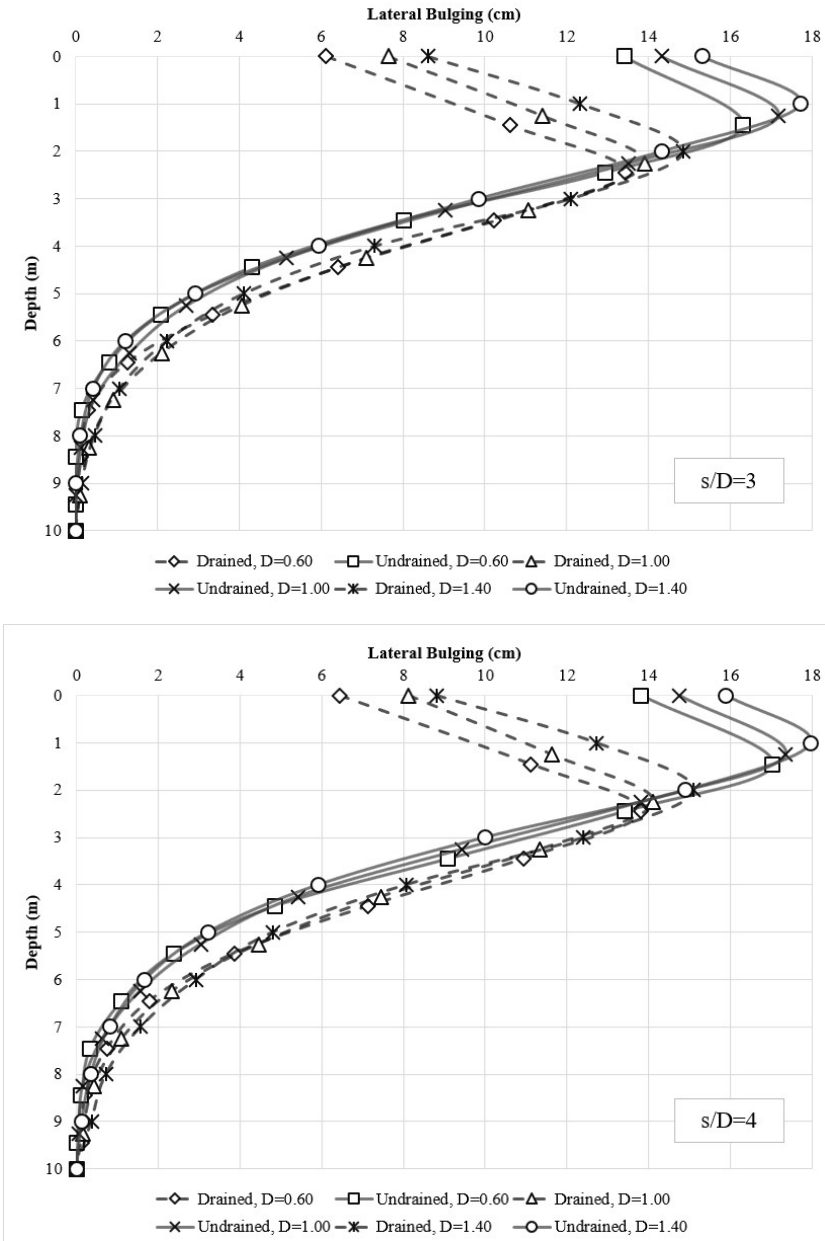 Lateral Bulging (cm)
0 2 4 6 8 10 12 14 16 18
0
1
2
3
4
5
6
7
8
9
10
Depth (m)
s/D=3
Drained, D=0.60 Undrained, D=0.60 Drained, D=1.00
Undrained, D=1.00 Drained, D=1.40 Undrained, D=1.40
Lateral Bulging (cm)
0 2 4 6 8 10 12 14 16 18
0
1
2
3
4
5
6
7
8
9
10
Depth (m)
s/D=4
Drained, D=0.60 Undrained, D=0.60 Drained, D=1.00
Undrained, D=1.00 Drained, D=1.40 Undrained, D=1.40